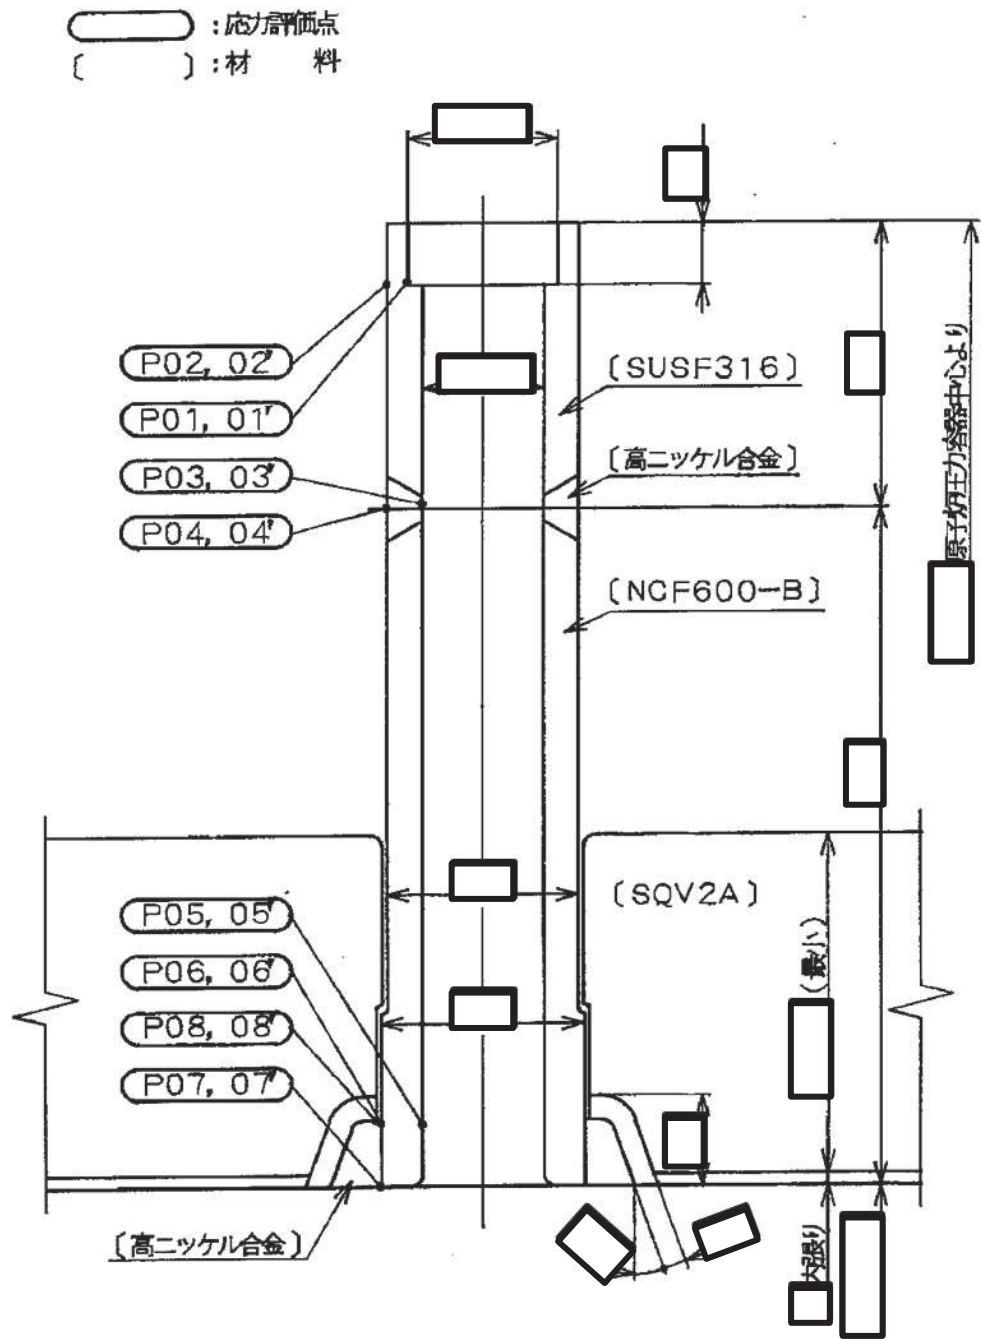 ：応力評価点
〔　　　〕：材　料
P02, 02'
P01, 01'
P03, 03'
P04, 04'
〔SUSF316〕
〔高ニッケル合金〕
〔NCF600-B〕
原子炉圧力容器中心より
〔SQV2A〕
P05, 05'
P06, 06'
P08, 08'
P07, 07'
（最小）
〔高ニッケル合金〕
内張り